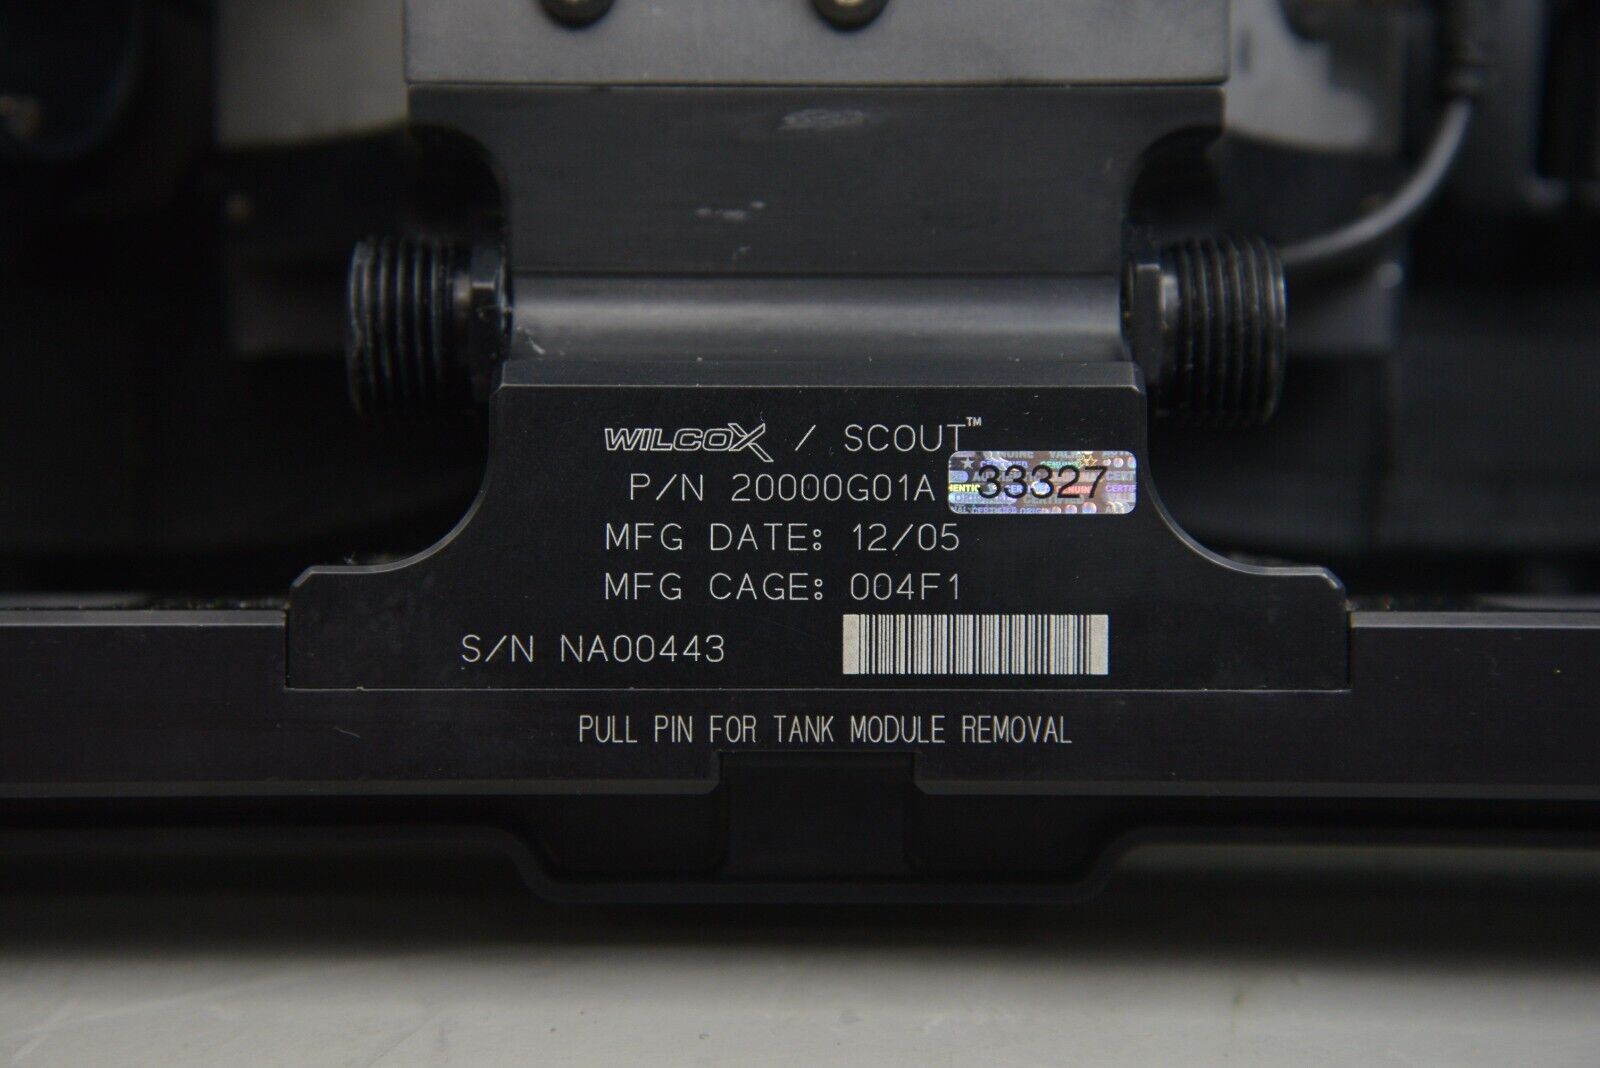 WILCOX / SCOUT™
P/N 20000G01A 33327
MFG DATE: 12/05
MFG CAGE: 004F1
S/N NA00443
PULL PIN FOR TANK MODULE REMOVAL